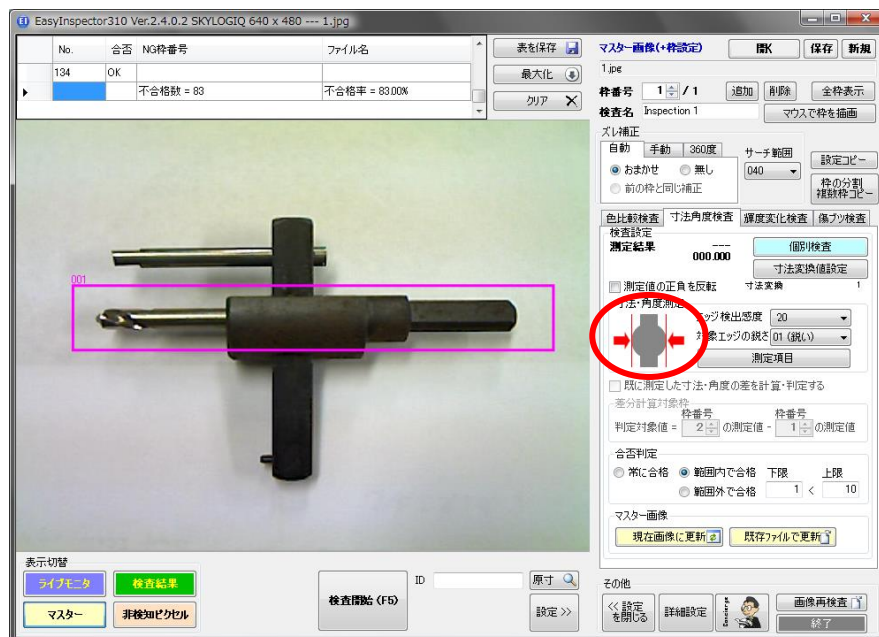 EasyInspector310 Ver.2.4.0.2 SKYLOGIQ 640 x 480 --- 1.jpg
No. 合否 NG枠番号 ファイル名
134 OK
不合格数 = 83 不合格率 = 83.00%
表を保存
最大化
クリア
マスター画像(+枠設定) 開K 保存 新規
1.jpg
枠番号 1 / 1 追加 削除 全枠表示
検査名 Inspection 1 マウスで枠を描画
ズレ補正
自動 手動 360度 サーチ範囲 設定コピー
おまかせ 無し 040
前の枠と同じ補正 枠の分割
複数枠コピー
色比較検査 寸法角度検査 輝度変化検査 傷ブツ検査
検査設定
測定結果 --- 個別検査
000.000
寸法変換値設定
測定値の正負を反転 寸法変換 1
寸法・角度測定
エッジ検出感度 20
対象エッジの鋭さ 01 (鋭い)
測定項目
既に測定した寸法・角度の差を計算・判定する
差分計算対象枠
枠番号 枠番号
判定対象値 = 2 の測定値 - 1 の測定値
合否判定
常に合格 範囲内で合格 下限 上限
範囲外で合格 1 < 10
マスター画像
現在画像に更新 既存ファイルで更新
001
表示切替
ライブモニタ 検査結果
マスター 非検知ピクセル
検査開始 (F5)
ID
原寸
設定 >>
その他
<< 設定
を閉じる
詳細設定
Concierge
画像再検査
終了